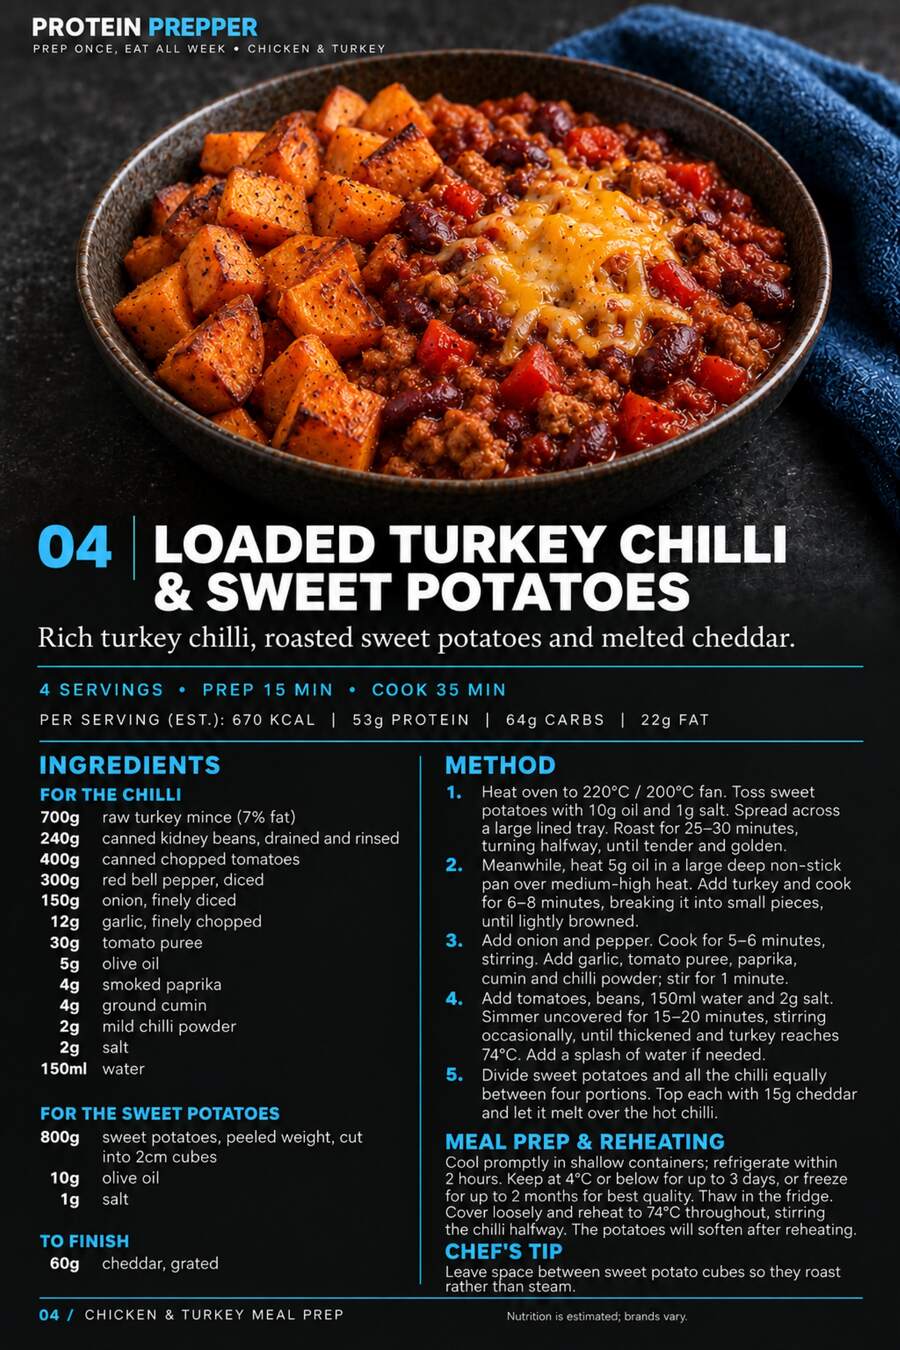 PROTEIN PREPPER
PREP ONCE, EAT ALL WEEK • CHICKEN & TURKEY
04
LOADED TURKEY CHILLI
& SWEET POTATOES
Rich turkey chilli, roasted sweet potatoes and melted cheddar.
4 SERVINGS • PREP 15 MIN • COOK 35 MIN
PER SERVING (EST.): 670 KCAL | 53g PROTEIN | 64g CARBS | 22g FAT
INGREDIENTS
FOR THE CHILLI
700g raw turkey mince (7% fat)
240g canned kidney beans, drained and rinsed
400g canned chopped tomatoes
300g red bell pepper, diced
150g onion, finely diced
12g garlic, finely chopped
30g tomato puree
5g olive oil
4g smoked paprika
4g ground cumin
2g mild chilli powder
2g salt
150ml water
FOR THE SWEET POTATOES
800g sweet potatoes, peeled weight, cut
into 2cm cubes
10g olive oil
1g salt
TO FINISH
60g cheddar, grated
METHOD
1. Heat oven to 220°C / 200°C fan. Toss sweet
potatoes with 10g oil and 1g salt. Spread across
a large lined tray. Roast for 25–30 minutes,
turning halfway, until tender and golden.
2. Meanwhile, heat 5g oil in a large deep non-stick
pan over medium-high heat. Add turkey and cook
for 6–8 minutes, breaking it into small pieces,
until lightly browned.
3. Add onion and pepper. Cook for 5–6 minutes,
stirring. Add garlic, tomato puree, paprika,
cumin and chilli powder; stir for 1 minute.
4. Add tomatoes, beans, 150ml water and 2g salt.
Simmer uncovered for 15–20 minutes, stirring
occasionally, until thickened and turkey reaches
74°C. Add a splash of water if needed.
5. Divide sweet potatoes and all the chilli equally
between four portions. Top each with 15g cheddar
and let it melt over the hot chilli.
MEAL PREP & REHEATING
Cool promptly in shallow containers; refrigerate within
2 hours. Keep at 4°C or below for up to 3 days, or freeze
for up to 2 months for best quality. Thaw in the fridge.
Cover loosely and reheat to 74°C throughout, stirring
the chilli halfway. The potatoes will soften after reheating.
CHEF'S TIP
Leave space between sweet potato cubes so they roast
rather than steam.
04 / CHICKEN & TURKEY MEAL PREP
Nutrition is estimated; brands vary.